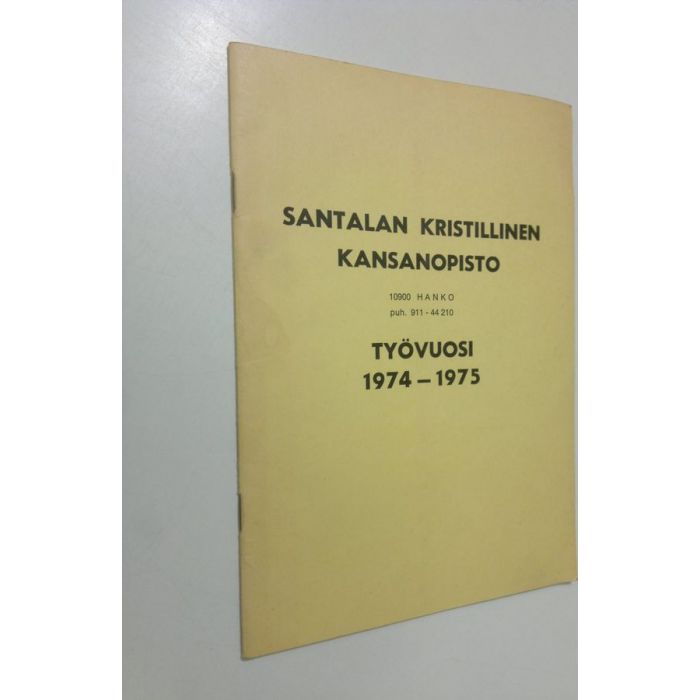 SANTALAN KRISTILLINEN
KANSANOPISTO
10900 HANKO
puh. 911 - 44 210
TYÖVUOSI
1974 – 1975